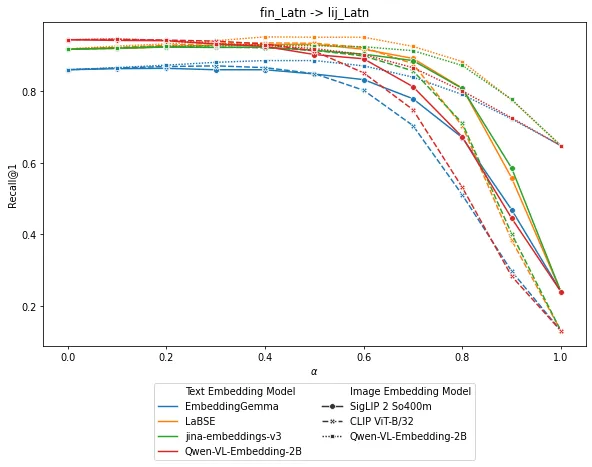 fin_Latn -> lij_Latn
Recall@1
0.8
0.6
0.4
0.2
0.0 0.2 0.4 0.6 0.8 1.0
α
Text Embedding Model Image Embedding Model
EmbeddingGemma SigLIP 2 So400m
LaBSE CLIP ViT-B/32
jina-embeddings-v3 Qwen-VL-Embedding-2B
Qwen-VL-Embedding-2B